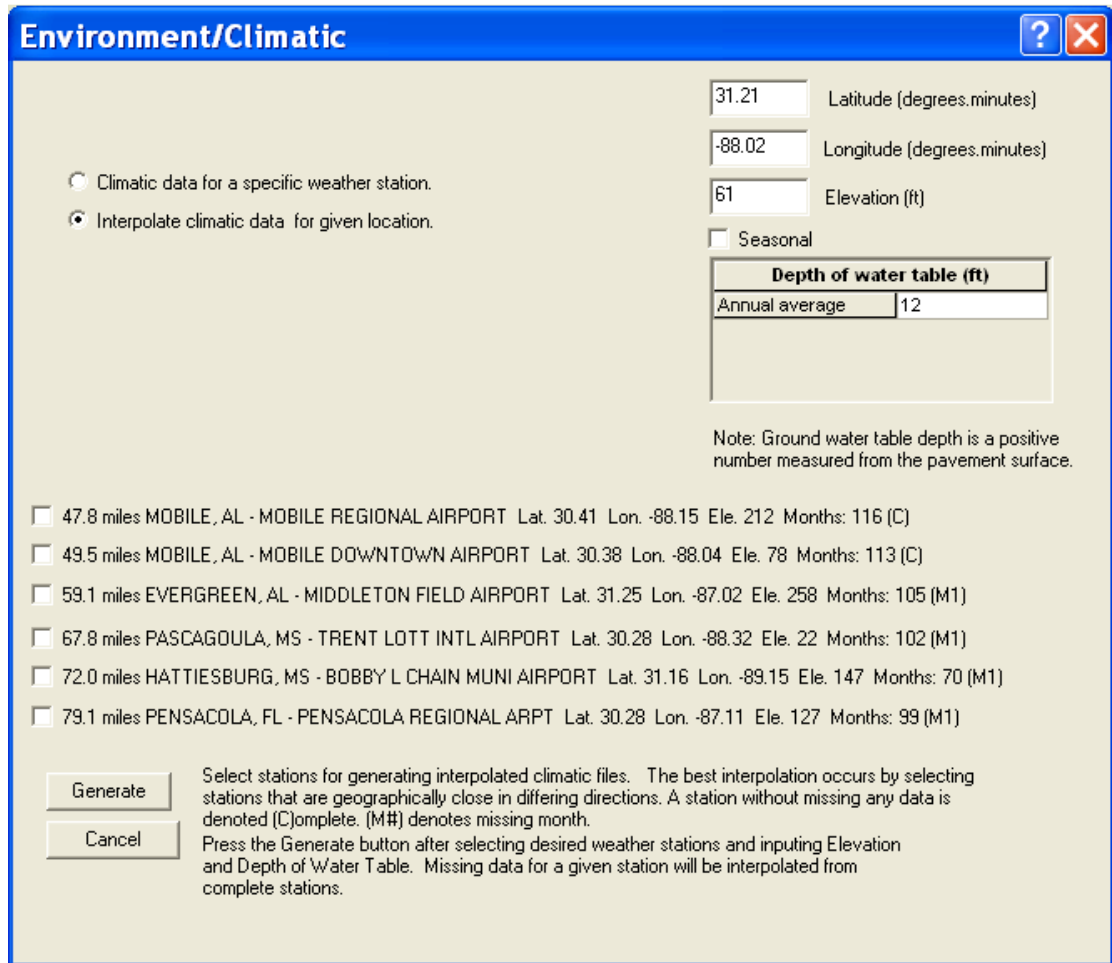 Environment/Climatic
31.21 Latitude (degrees.minutes)
-88.02 Longitude (degrees.minutes)
Climatic data for a specific weather station.
61 Elevation (ft)
Interpolate climatic data for given location.
Seasonal
Depth of water table (ft)
Annual average 12
Note: Ground water table depth is a positive
number measured from the pavement surface.
47.8 miles MOBILE, AL - MOBILE REGIONAL AIRPORT Lat. 30.41 Lon. -88.15 Ele. 212 Months: 116 (C)
49.5 miles MOBILE, AL - MOBILE DOWNTOWN AIRPORT Lat. 30.38 Lon. -88.04 Ele. 78 Months: 113 (C)
59.1 miles EVERGREEN, AL - MIDDLETON FIELD AIRPORT Lat. 31.25 Lon. -87.02 Ele. 258 Months: 105 (M1)
67.8 miles PASCAGOULA, MS - TRENT LOTT INTL AIRPORT Lat. 30.28 Lon. -88.32 Ele. 22 Months: 102 (M1)
72.0 miles HATTIESBURG, MS - BOBBY L CHAIN MUNI AIRPORT Lat. 31.16 Lon. -89.15 Ele. 147 Months: 70 (M1)
79.1 miles PENSACOLA, FL - PENSACOLA REGIONAL ARPT Lat. 30.28 Lon. -87.11 Ele. 127 Months: 99 (M1)
Generate
Cancel
Select stations for generating interpolated climatic files. The best interpolation occurs by selecting
stations that are geographically close in differing directions. A station without missing any data is
denoted (C)omplete. (M#) denotes missing month.
Press the Generate button after selecting desired weather stations and inputing Elevation
and Depth of Water Table. Missing data for a given station will be interpolated from
complete stations.